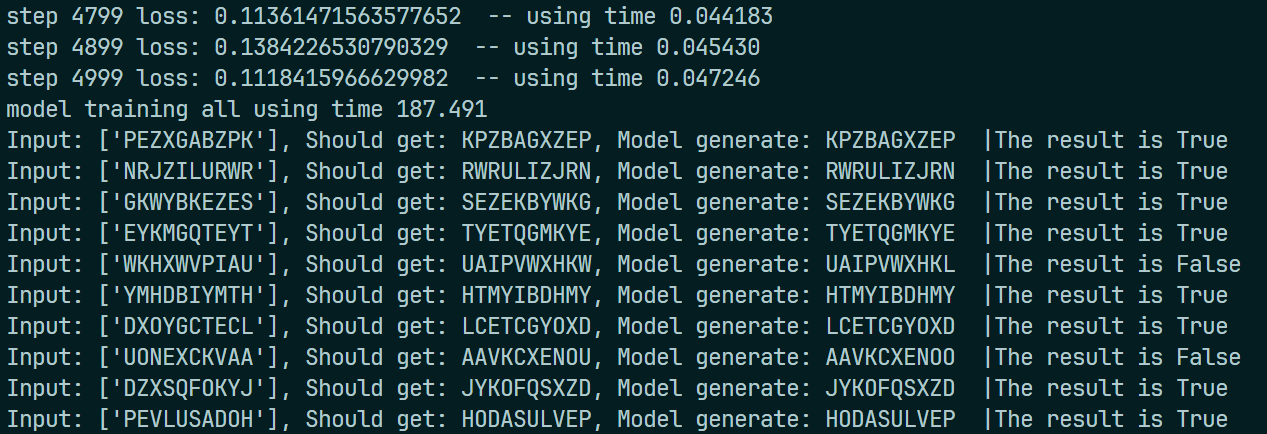 step 4799 loss: 0.11361471563577652  -- using time 0.044183
step 4899 loss: 0.1384226530790329  -- using time 0.045430
step 4999 loss: 0.1118415966629982  -- using time 0.047246
model training all using time 187.491
Input: ['PEZXGABZPK'], Should get: KPZBAGXZEP, Model generate: KPZBAGXZEP  |The result is True
Input: ['NRJZILURWR'], Should get: RWRULIZJRN, Model generate: RWRULIZJRN  |The result is True
Input: ['GKWYBKEZES'], Should get: SEZEKBYWKG, Model generate: SEZEKBYWKG  |The result is True
Input: ['EYKMGQTEYT'], Should get: TYETQGMKYE, Model generate: TYETQGMKYE  |The result is True
Input: ['WKHXWVPIAU'], Should get: UAIPVWXHKW, Model generate: UAIPVWXHKL  |The result is False
Input: ['YMHDBIYMTH'], Should get: HTMYIBDHMY, Model generate: HTMYIBDHMY  |The result is True
Input: ['DXOYGCTECL'], Should get: LCETCGYOXD, Model generate: LCETCGYOXD  |The result is True
Input: ['UONEXCKVAA'], Should get: AAVKCXENOU, Model generate: AAVKCXENOO  |The result is False
Input: ['DZXSQFOKYJ'], Should get: JYKOFQSXZD, Model generate: JYKOFQSXZD  |The result is True
Input: ['PEVLUSADOH'], Should get: HODASULVEP, Model generate: HODASULVEP  |The result is True